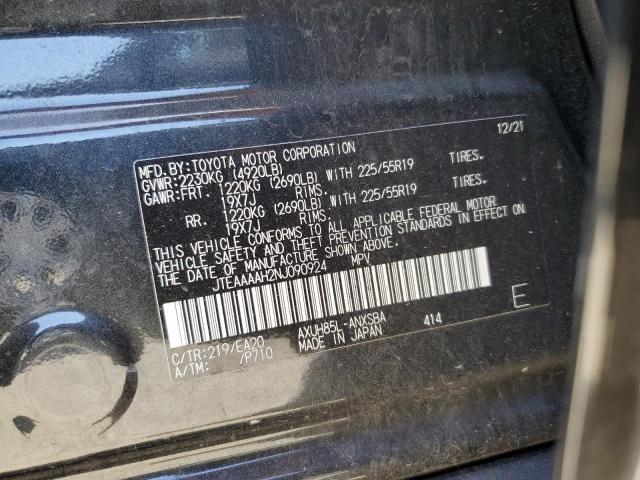 MFD.BY:TOYOTA MOTOR CORPORATION 12/21
GVWR:2230KG (4920LB)
GAWR:FRT. 1220KG (2690LB) WITH 225/55R19 TIRES.
19X7J RIMS.
RR. 1220KG (2690LB) WITH 225/55R19 TIRES.
19X7J RIMS.
THIS VEHICLE CONFORMS TO ALL APPLICABLE FEDERAL MOTOR
VEHICLE SAFETY AND THEFT PREVENTION STANDARDS IN EFFECT ON
THE DATE OF MANUFACTURE SHOWN ABOVE.
JTEAAAAH2NJ090924 MPV
C/TR:219/EA20 AXUH85L-ANXSBA 414 E
A/TM: /P710 MADE IN JAPAN